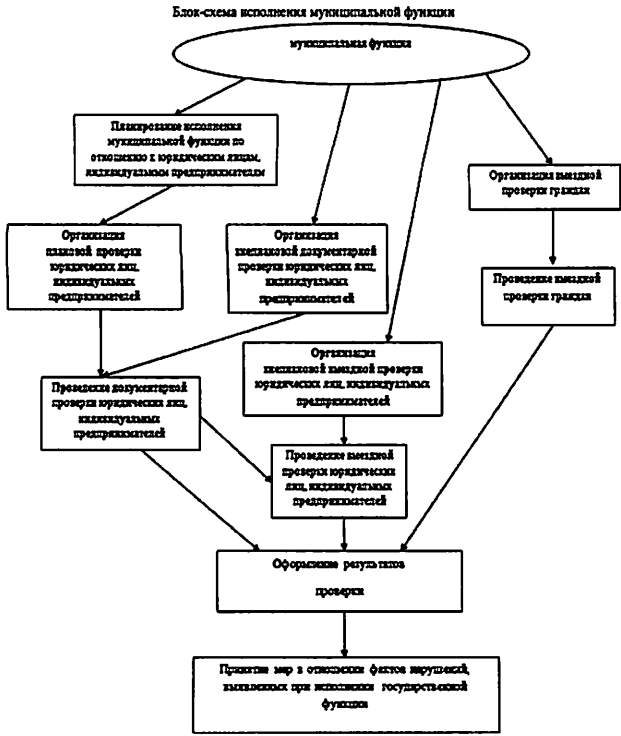 Блок-схема исполнения муниципальной функции
муниципальная функция
Планирование исполнения
муниципальной функции по
отношению к юридическим лицам,
индивидуальным предпринимателям
Организация выездной
проверки граждан
Организация
плановой проверки
юридических лиц,
индивидуальных
предпринимателей
Организация
внеплановой документарной
проверки юридических лиц,
индивидуальных
предпринимателей
Проведение выездной
проверки граждан
Организация
внеплановой выездной проверки
юридических лиц, индивидуальных
предпринимателей
Проведение документарной
проверки юридических лиц,
индивидуальных
предпринимателей
Проведение выездной
проверки юридических
лиц, индивидуальных
предпринимателей
Оформление результатов
проверки
Принятие мер в отношении фактов нарушений,
выявленных при исполнении государственной
функции